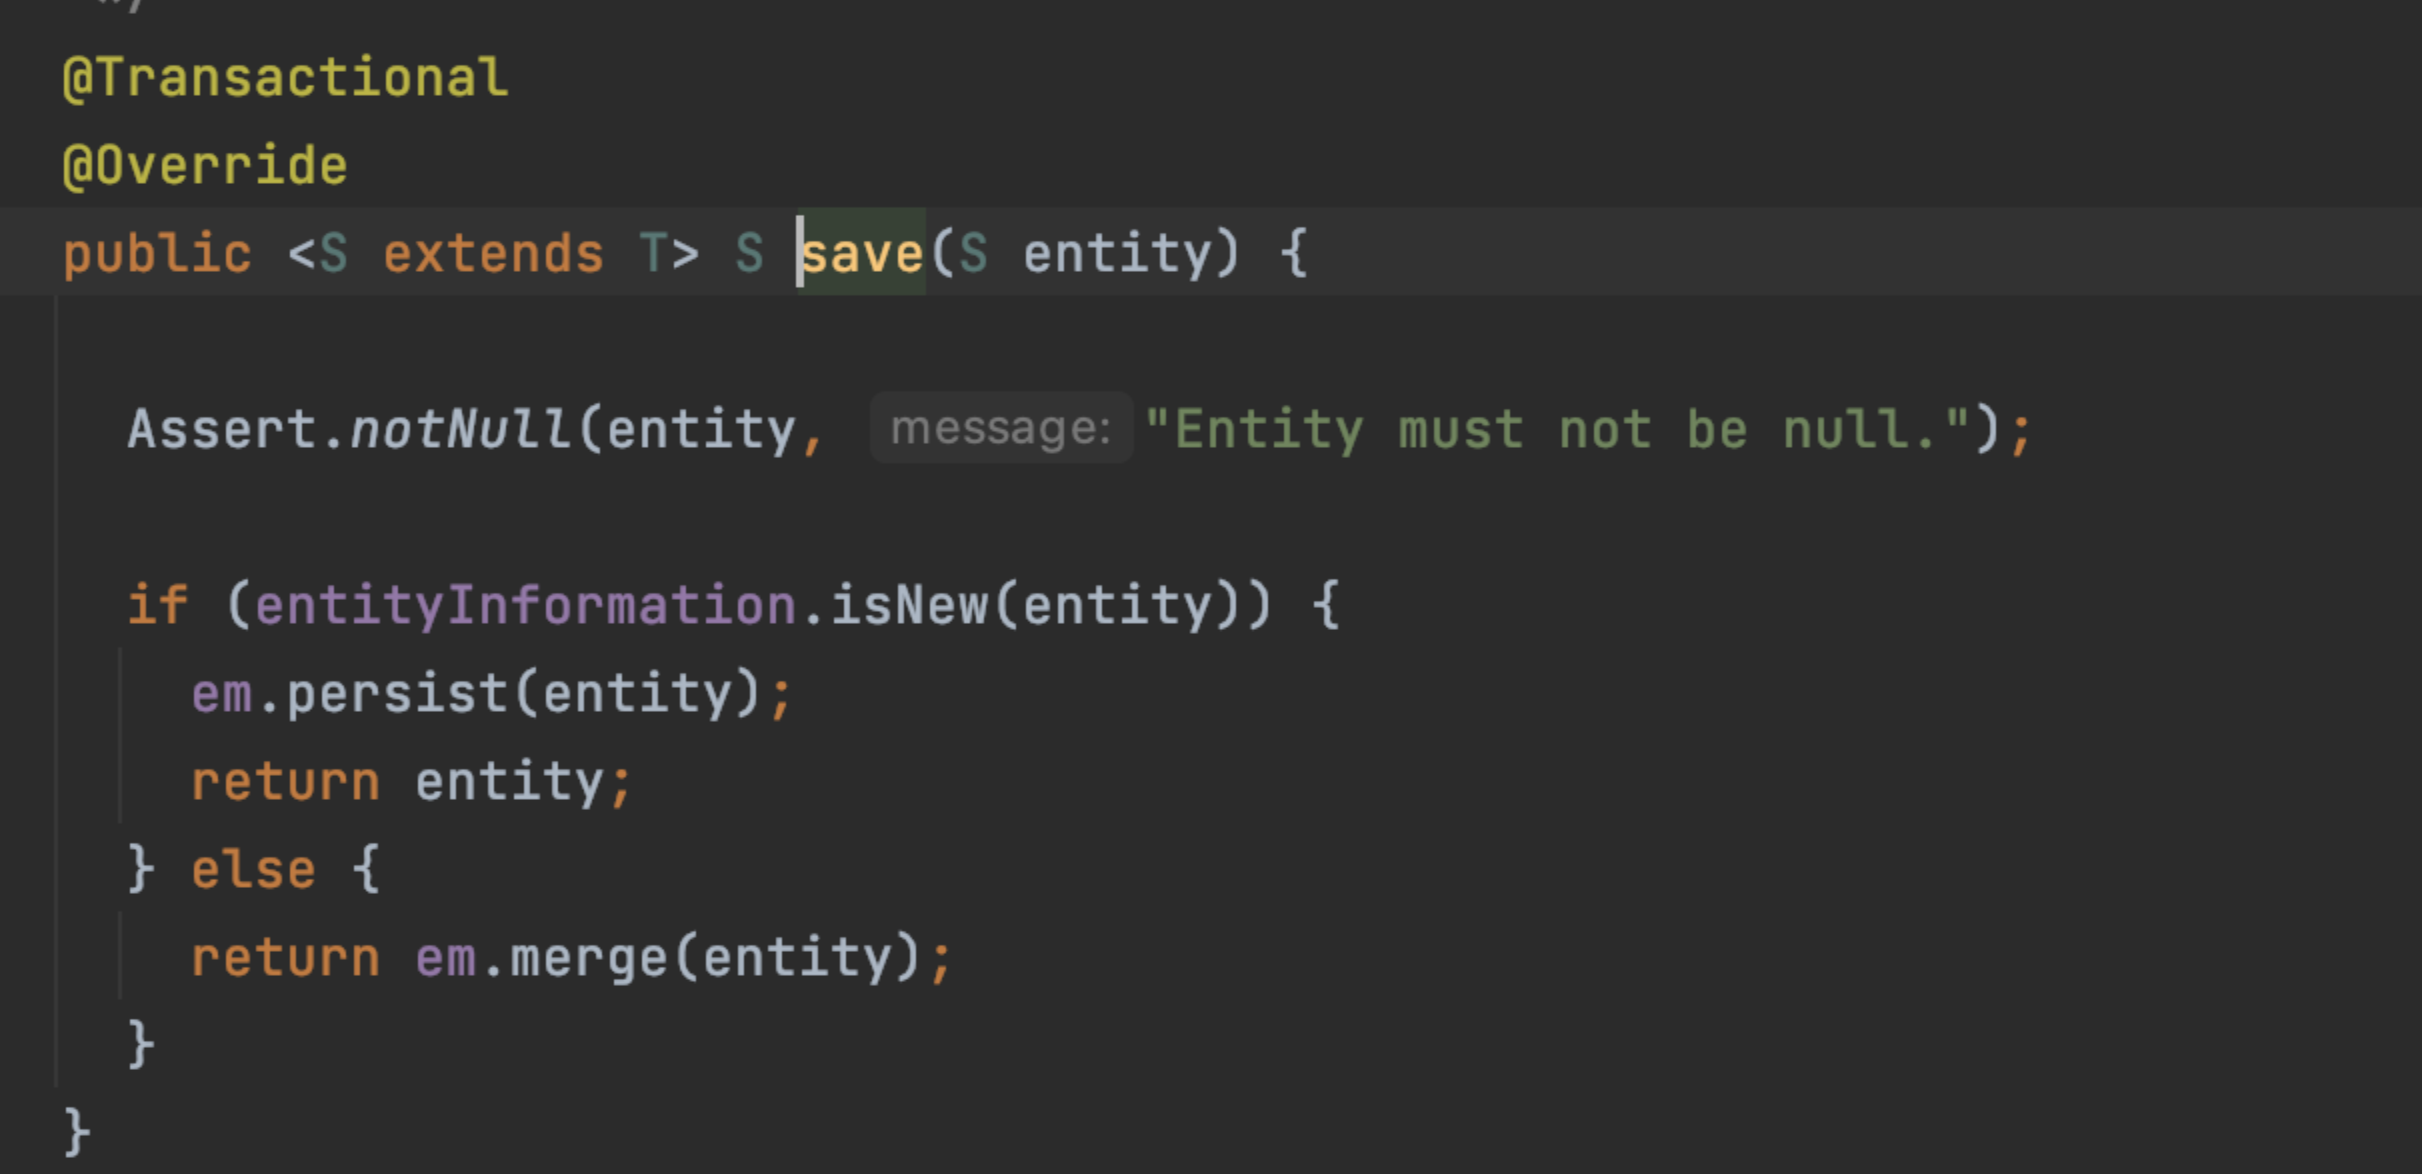 */
@Transactional
@Override
public <S extends T> S save(S entity) {
Assert.notNull(entity, message: "Entity must not be null.");
if (entityInformation.isNew(entity)) {
em.persist(entity);
return entity;
} else {
return em.merge(entity);
}
}